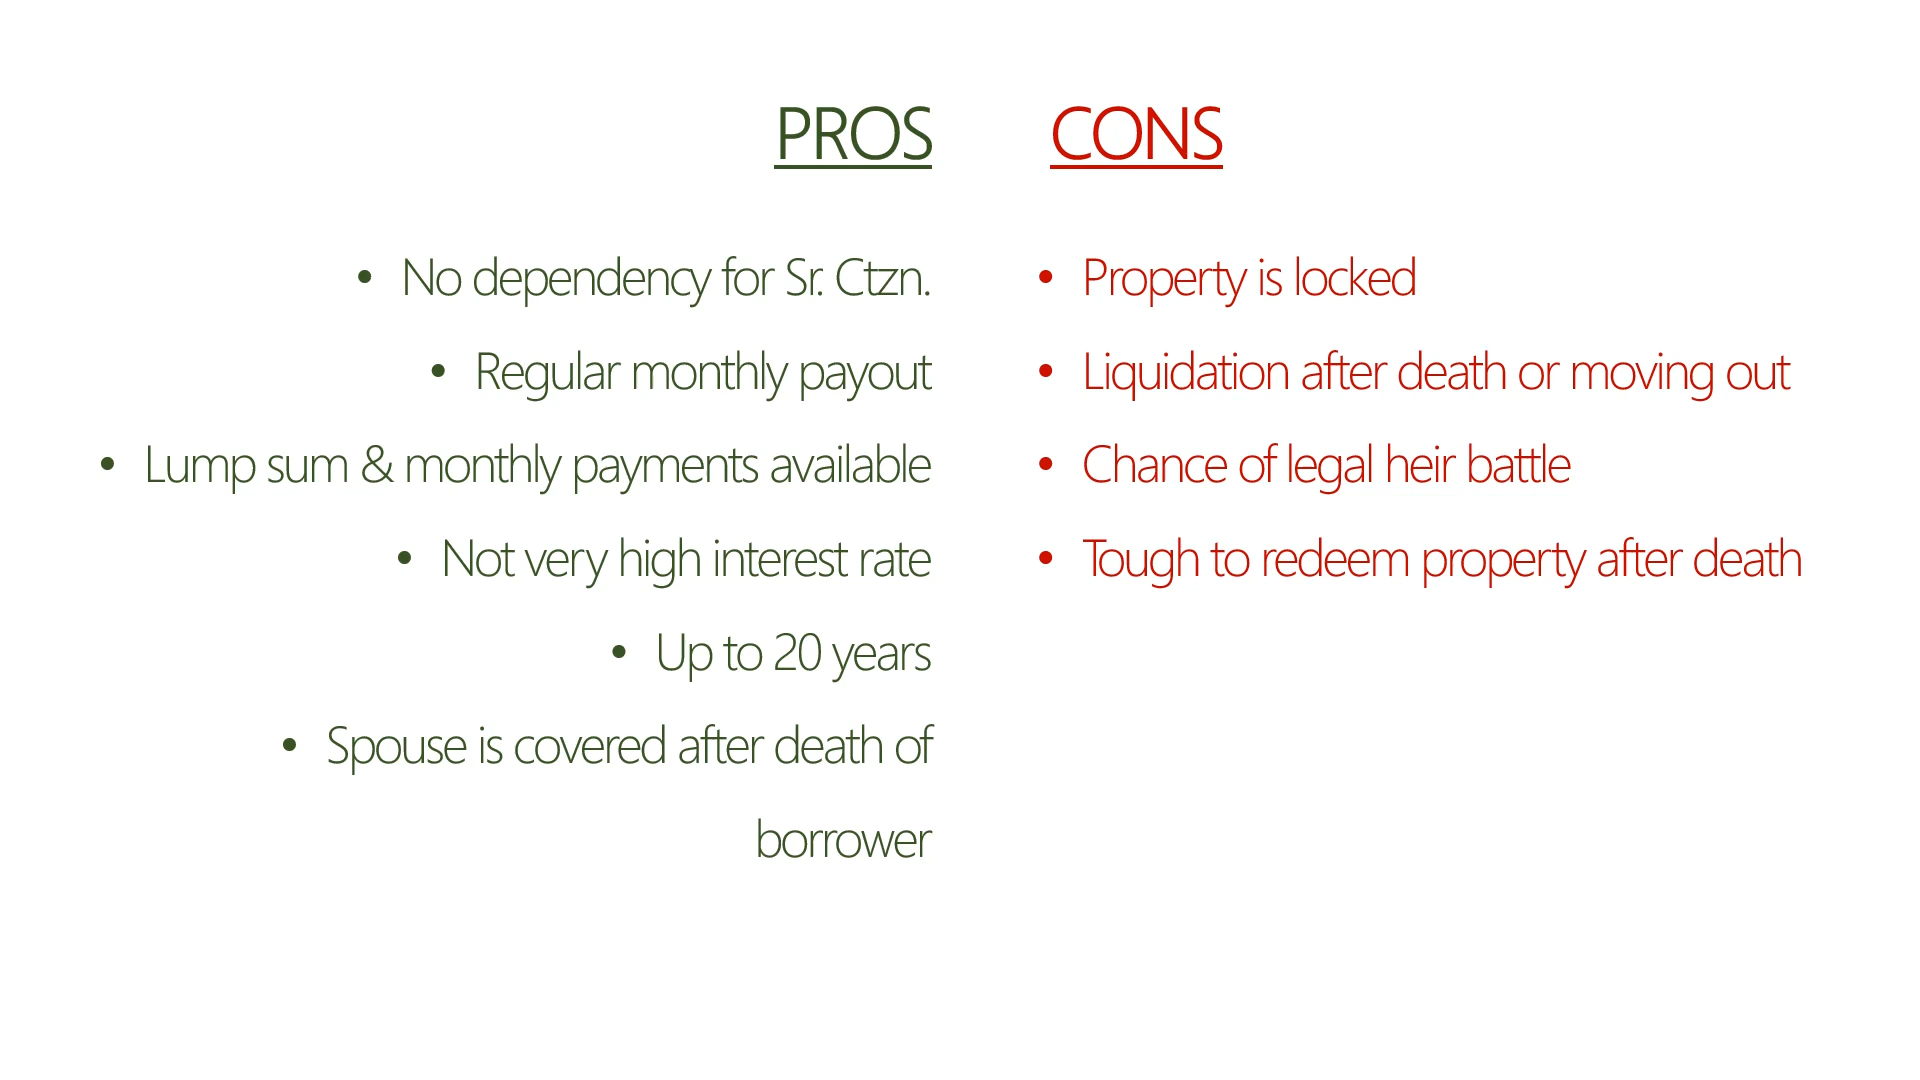 PROS
• No dependency for Sr. Ctzn.
• Regular monthly payout
• Lump sum & monthly payments available
• Not very high interest rate
• Up to 20 years
• Spouse is covered after death of
borrower
CONS
• Property is locked
• Liquidation after death or moving out
• Chance of legal heir battle
• Tough to redeem property after death